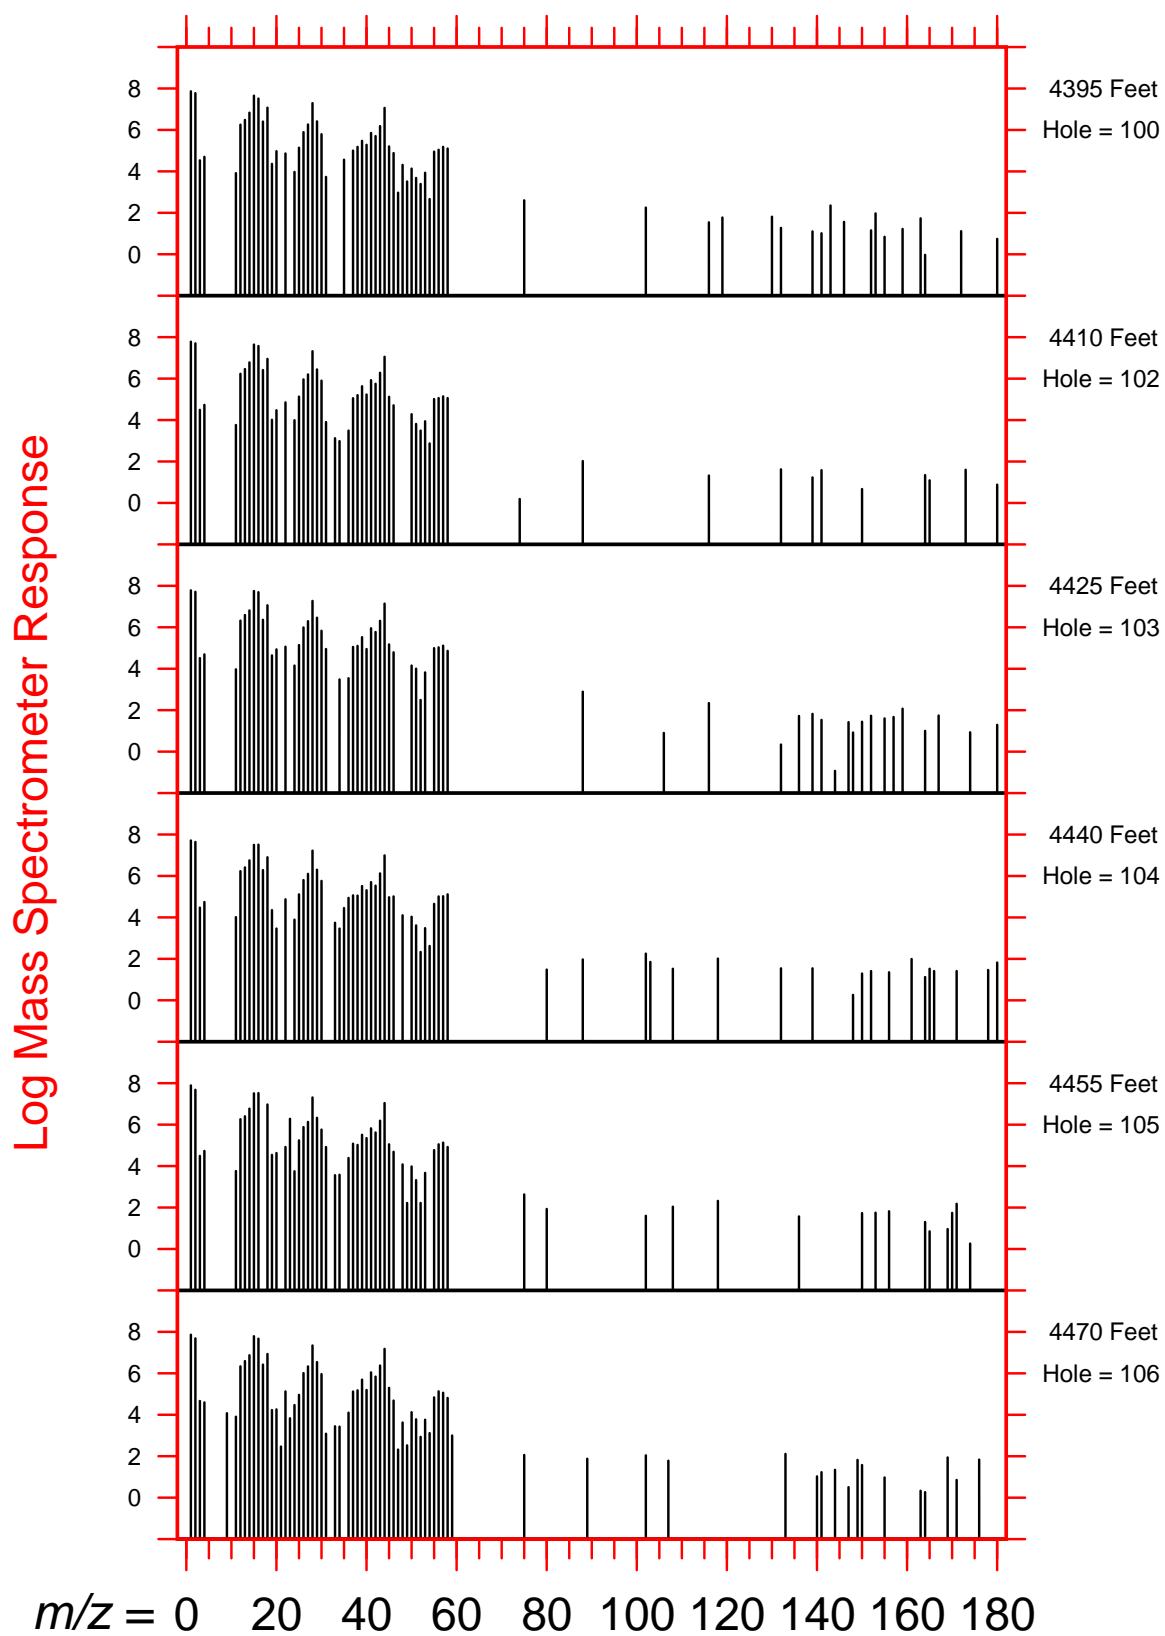 Log Mass Spectrometer Response
8
6
4
2
0
4395 Feet
Hole = 100
8
6
4
2
0
4410 Feet
Hole = 102
8
6
4
2
0
4425 Feet
Hole = 103
8
6
4
2
0
4440 Feet
Hole = 104
8
6
4
2
0
4455 Feet
Hole = 105
8
6
4
2
0
4470 Feet
Hole = 106
m/z = 0 20 40 60 80 100 120 140 160 180